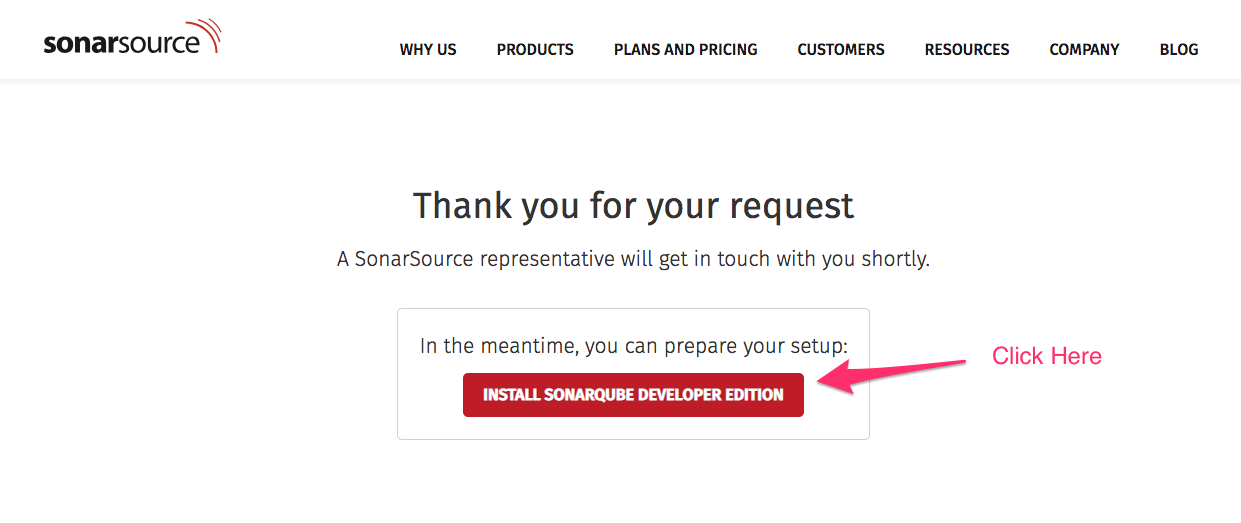 sonarsource
WHY US PRODUCTS PLANS AND PRICING CUSTOMERS RESOURCES COMPANY BLOG
Thank you for your request
A SonarSource representative will get in touch with you shortly.
In the meantime, you can prepare your setup:
Click Here
INSTALL SONARQUBE DEVELOPER EDITION